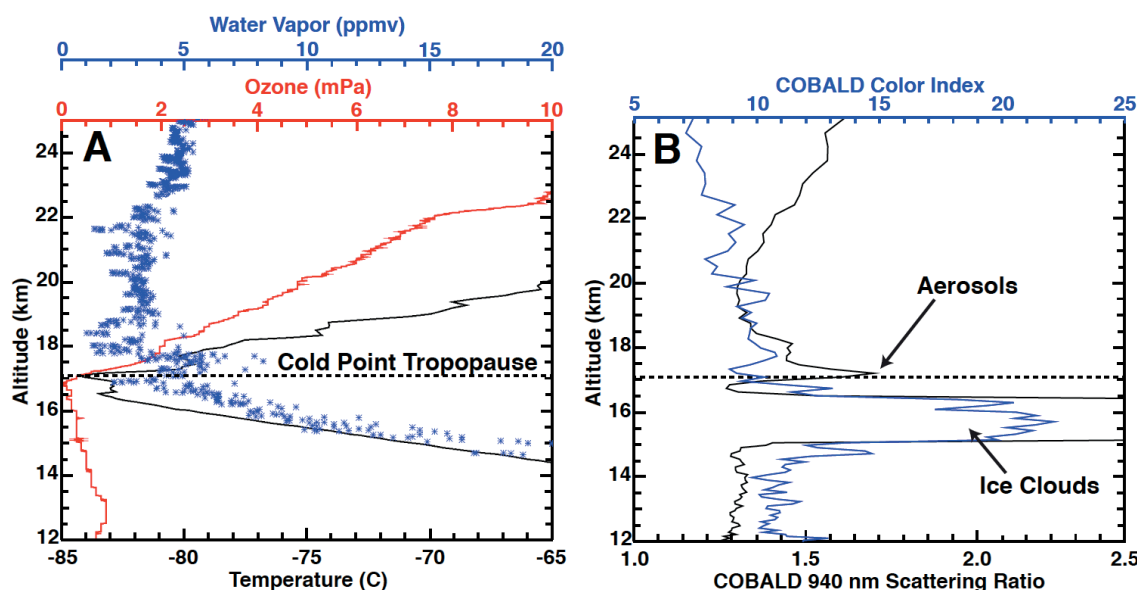 Water Vapor (ppmv)
0 5 10 15 20
Ozone (mPa)
0 2 4 6 8 10
A
24
22
20
18
16
14
12
Altitude (km)
Cold Point Tropopause
-85 -80 -75 -70 -65
Temperature (C)
COBALD Color Index
5 10 15 20 25
B
24
22
20
18
16
14
12
Altitude (km)
Aerosols
Ice Clouds
1.0 1.5 2.0 2.5
COBALD 940 nm Scattering Ratio